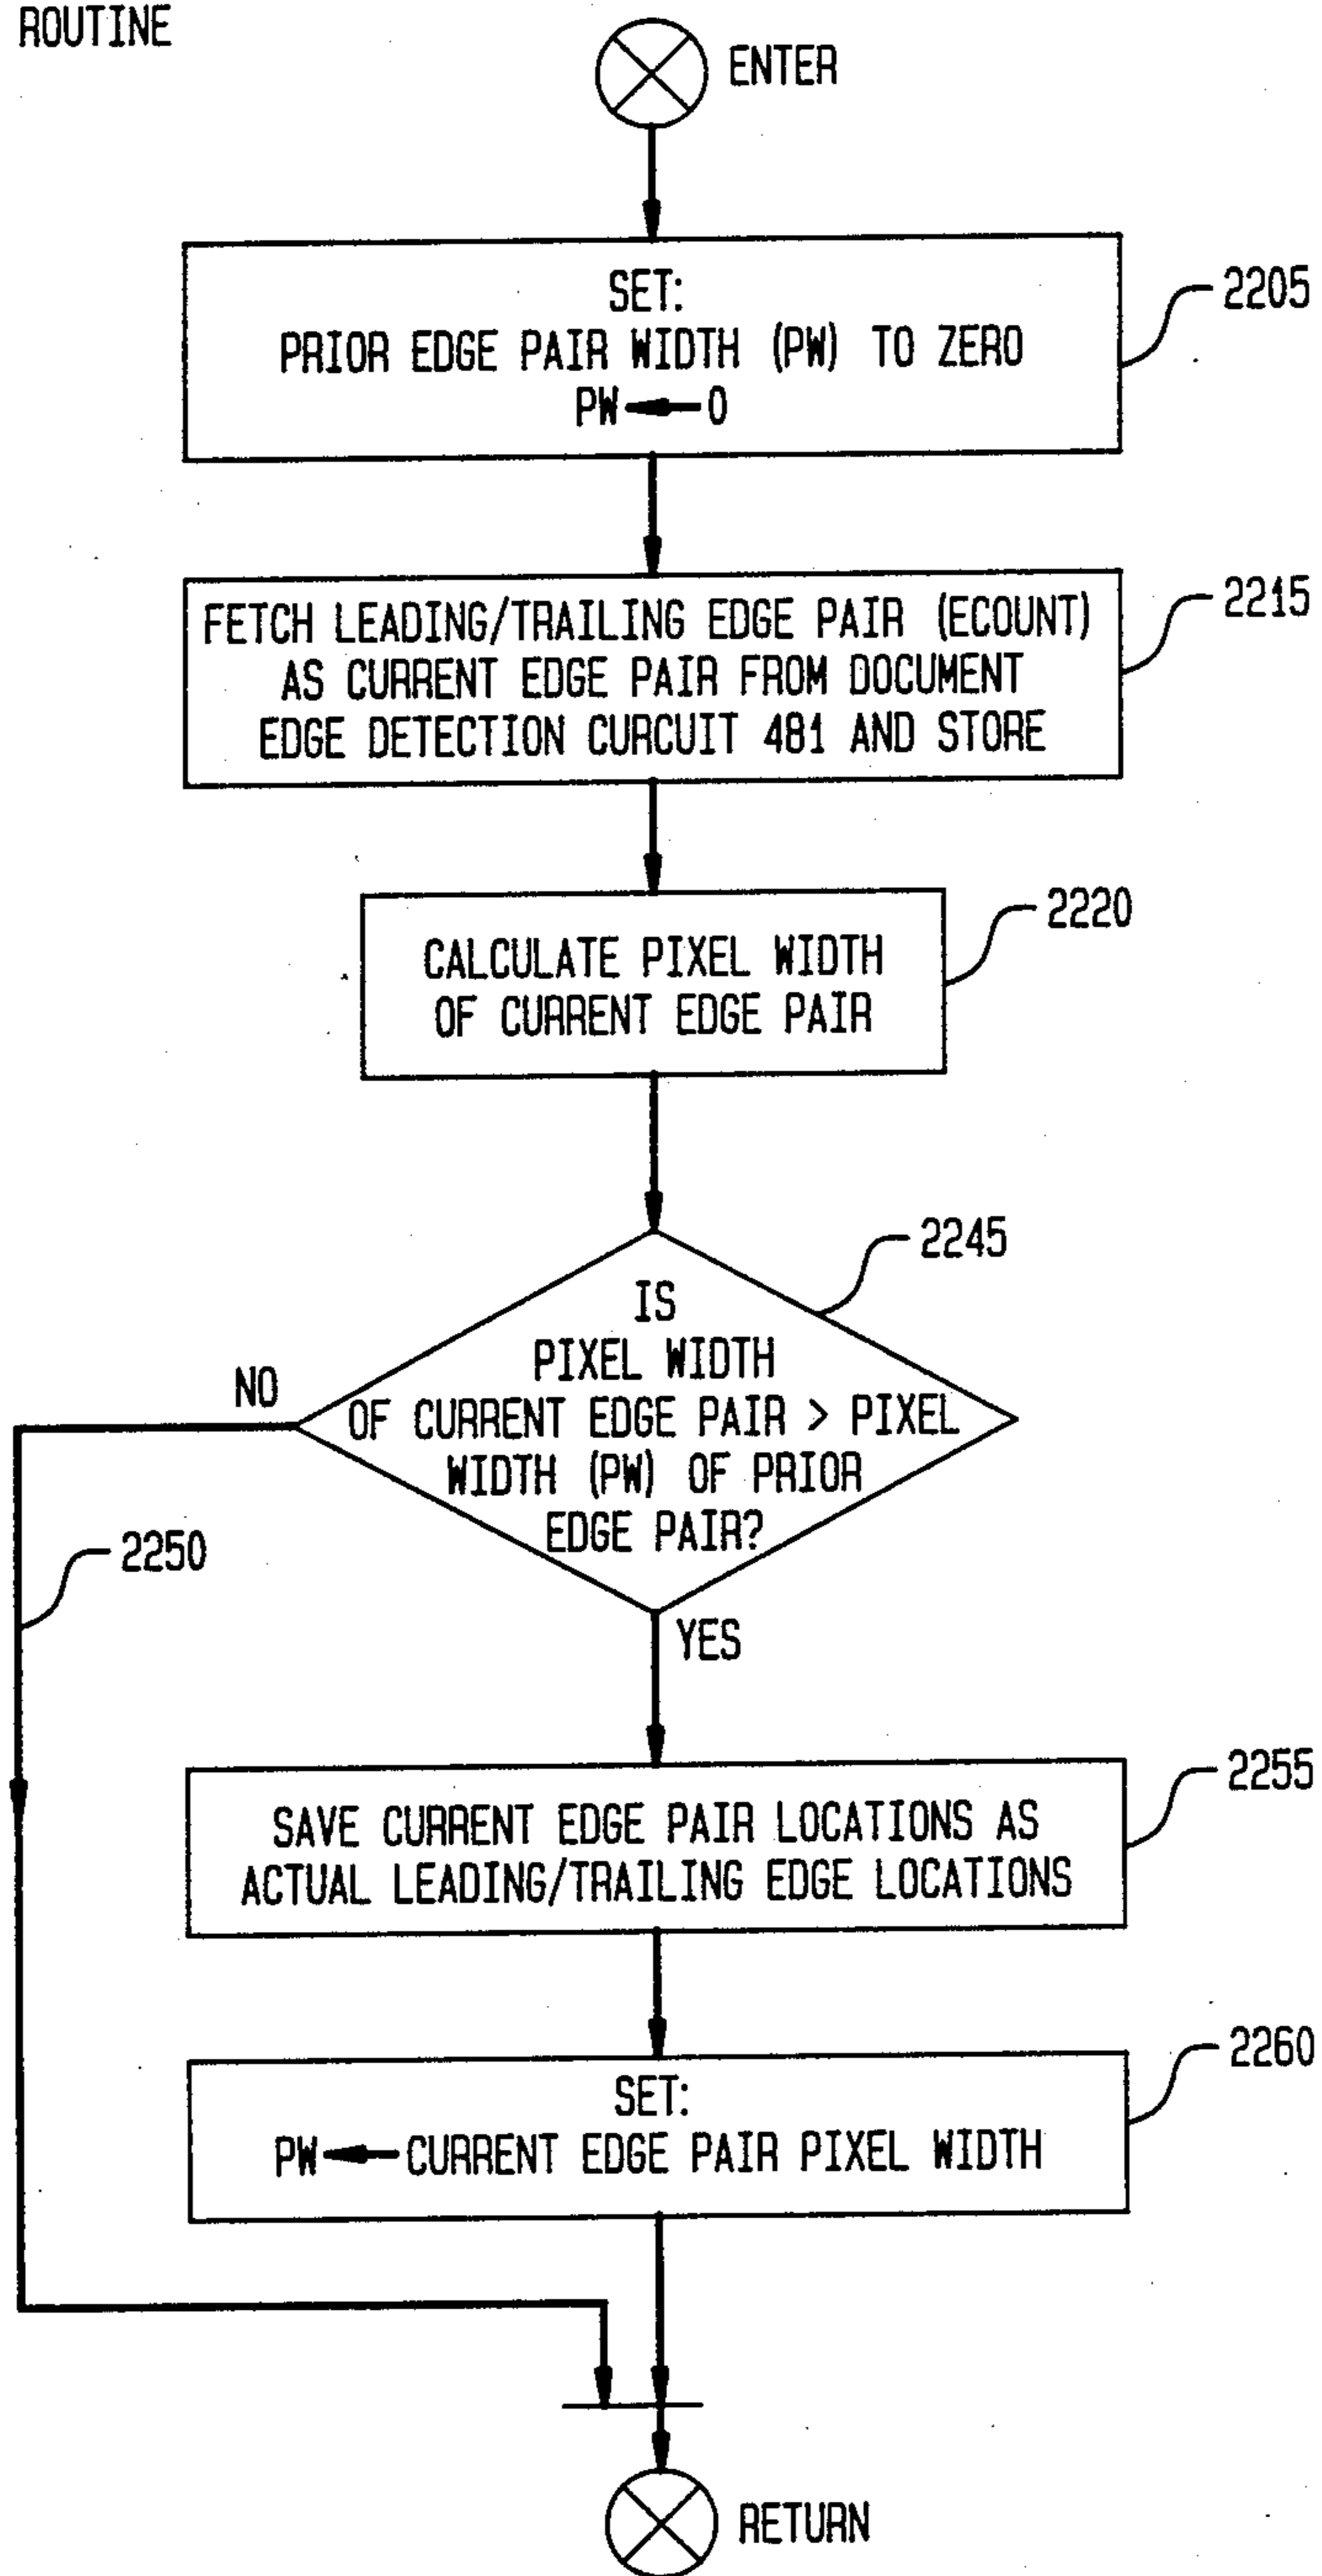 ROUTINE
ENTER
SET:
PRIOR EDGE PAIR WIDTH (PW) TO ZERO
PW ← 0
2205
FETCH LEADING/TRAILING EDGE PAIR (ECOUNT)
AS CURRENT EDGE PAIR FROM DOCUMENT
EDGE DETECTION CURCUIT 481 AND STORE
2215
CALCULATE PIXEL WIDTH
OF CURRENT EDGE PAIR
2220
IS
PIXEL WIDTH
OF CURRENT EDGE PAIR > PIXEL
WIDTH (PW) OF PRIOR
EDGE PAIR?
2245
NO
2250
YES
SAVE CURRENT EDGE PAIR LOCATIONS AS
ACTUAL LEADING/TRAILING EDGE LOCATIONS
2255
SET:
PW ← CURRENT EDGE PAIR PIXEL WIDTH
2260
RETURN